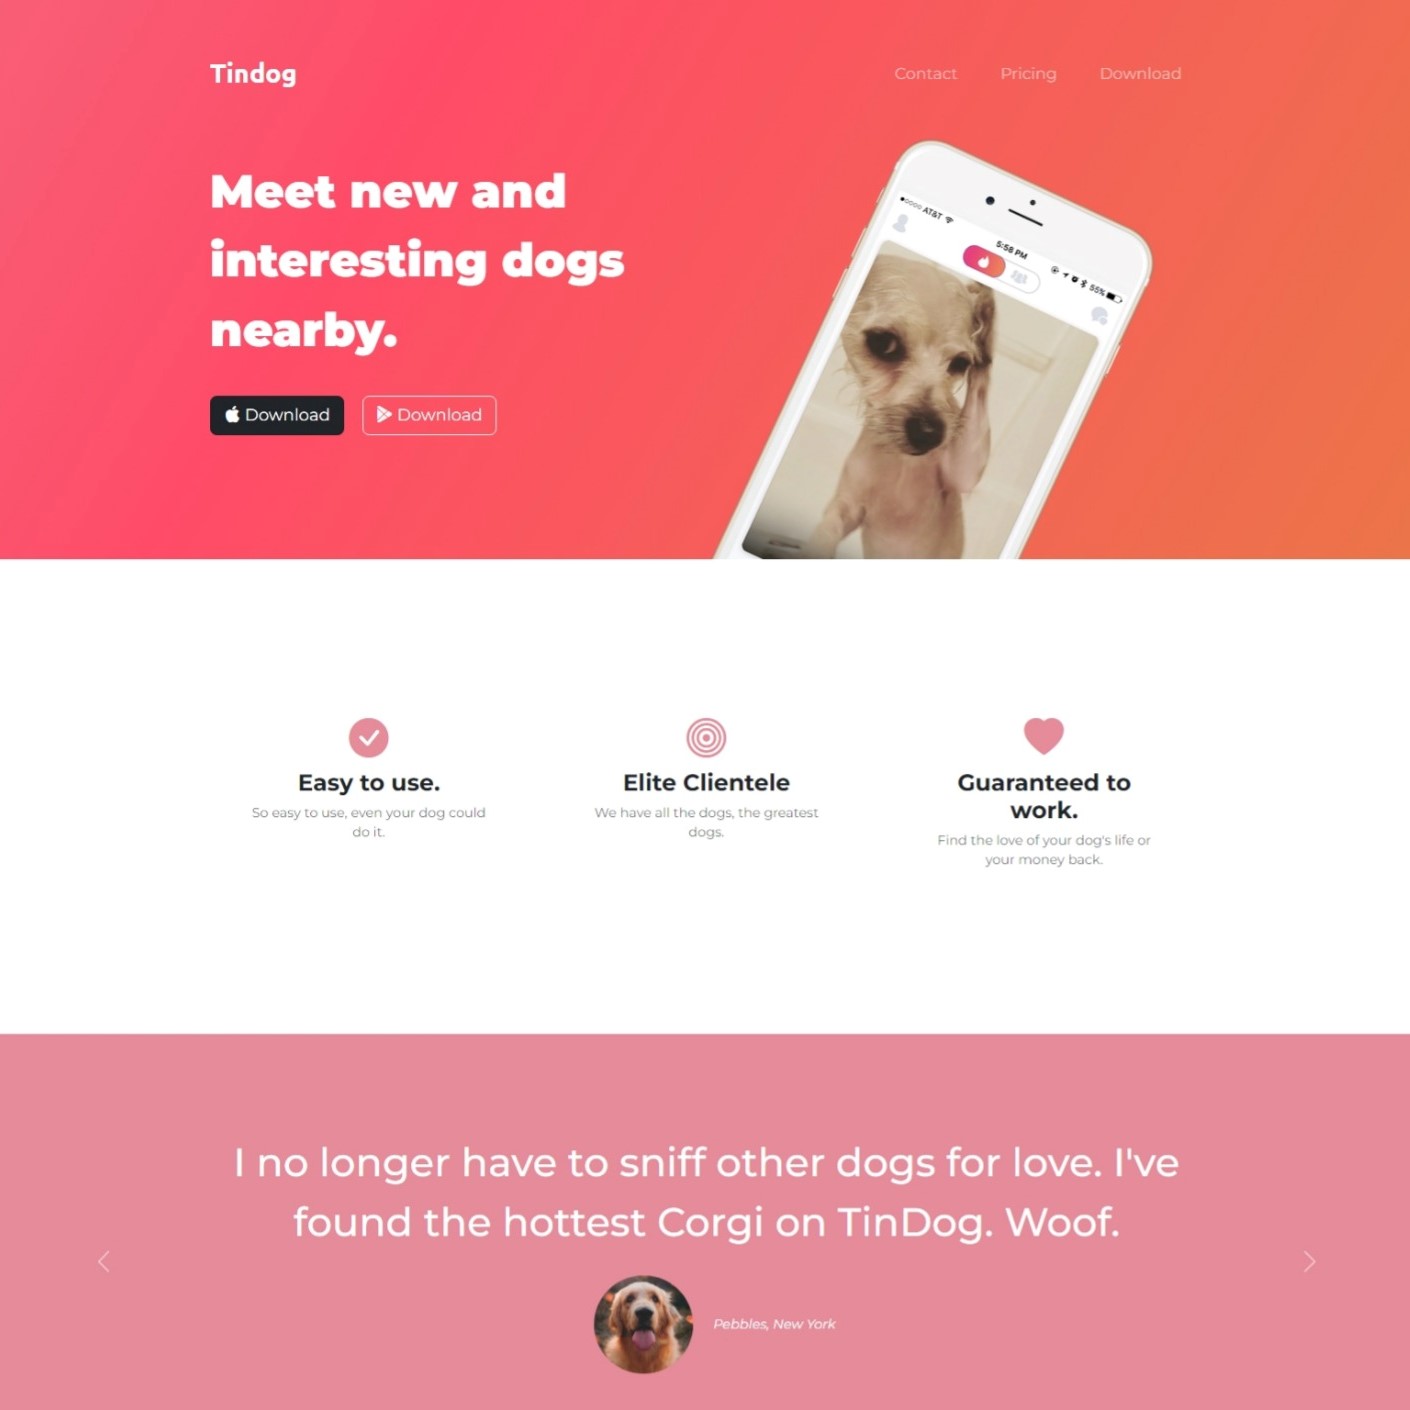 Tindog
Contact Pricing Download
Meet new and
interesting dogs
nearby.
Download Download
AT&T
5:58 PM
55%
Easy to use.
So easy to use, even your dog could
do it.
Elite Clientele
We have all the dogs, the greatest
dogs.
Guaranteed to
work.
Find the love of your dog's life or
your money back.
I no longer have to sniff other dogs for love. I've
found the hottest Corgi on TinDog. Woof.
Pebbles, New York